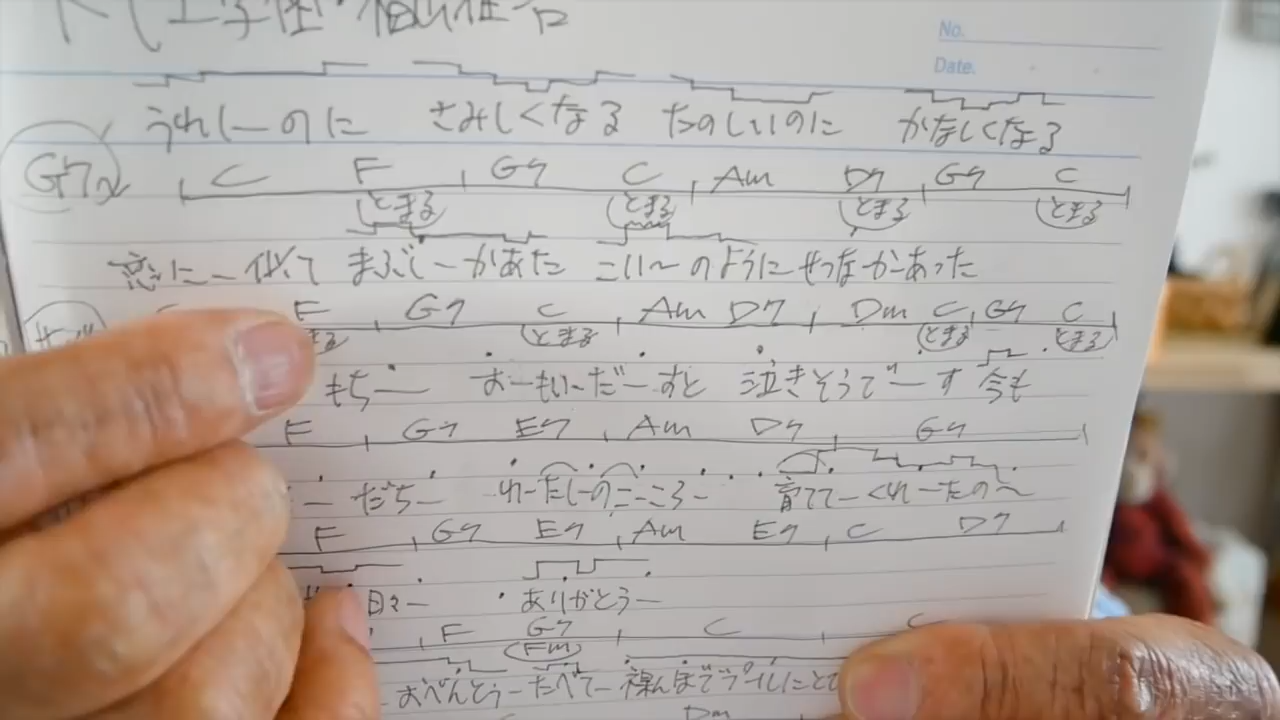 No.
Date.
うれしーのに さみしくなる たのしいのに かなしくなる
G7 C F G7 C Am D7 G7 C
とまる とまる とまる とまる
恋にー似て まぶしーかあた こい〜のようにせつなかあった
F G7 C Am D7 Dm C G7 C
まる とまる とまる とまる
もちー おーもいーだーすと 泣きそうでーす 今も
F G7 E7 Am D7 G7
ーだちー れーたしーのこーころー 育ててーくれーたの〜
F G7 E7 Am E7 C D7
日々ー ありがとうー
F G7 C C
(Fm)
おべんとうーたべてー 裸んぼでプールにとび
Dm